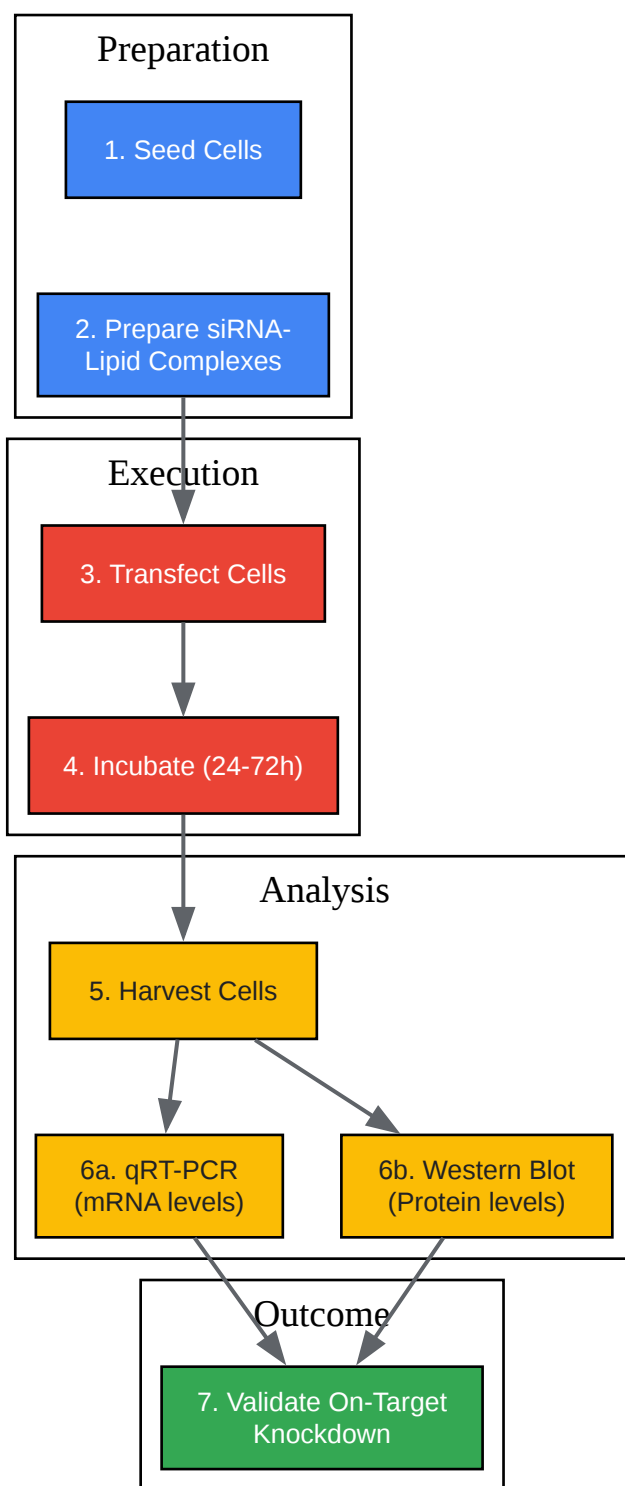 Preparation
1. Seed Cells
2. Prepare siRNA-
Lipid Complexes
Execution
3. Transfect Cells
4. Incubate (24-72h)
Analysis
5. Harvest Cells
6a. qRT-PCR
(mRNA levels)
6b. Western Blot
(Protein levels)
Outcome
7. Validate On-Target
Knockdown